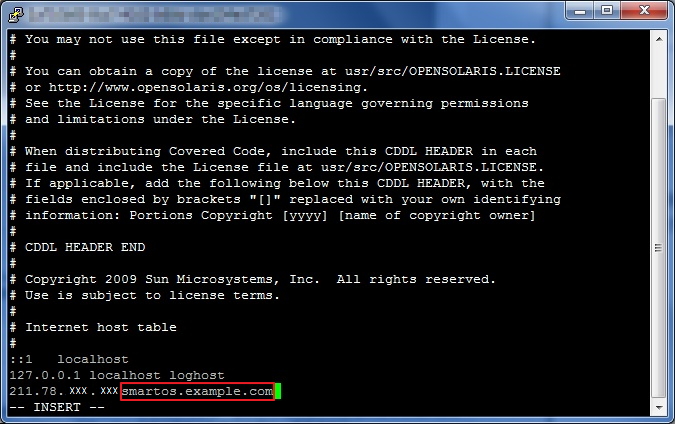 # You may not use this file except in compliance with the License.
#
# You can obtain a copy of the license at usr/src/OPENSOLARIS.LICENSE
# or http://www.opensolaris.org/os/licensing.
# See the License for the specific language governing permissions
# and limitations under the License.
#
# When distributing Covered Code, include this CDDL HEADER in each
# file and include the License file at usr/src/OPENSOLARIS.LICENSE.
# If applicable, add the following below this CDDL HEADER, with the
# fields enclosed by brackets "[]" replaced with your own identifying
# information: Portions Copyright [yyyy] [name of copyright owner]
#
# CDDL HEADER END
#
# Copyright 2009 Sun Microsystems, Inc.  All rights reserved.
# Use is subject to license terms.
#
# Internet host table
#
::1   localhost
127.0.0.1 localhost loghost
211.78.XXX.XXX smartos.example.com
-- INSERT --